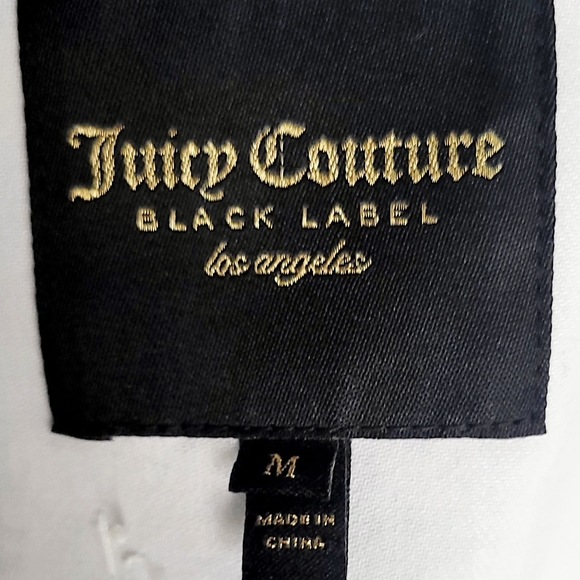 Juicy Couture
BLACK LABEL
los angeles
M
MADE IN
CHINA